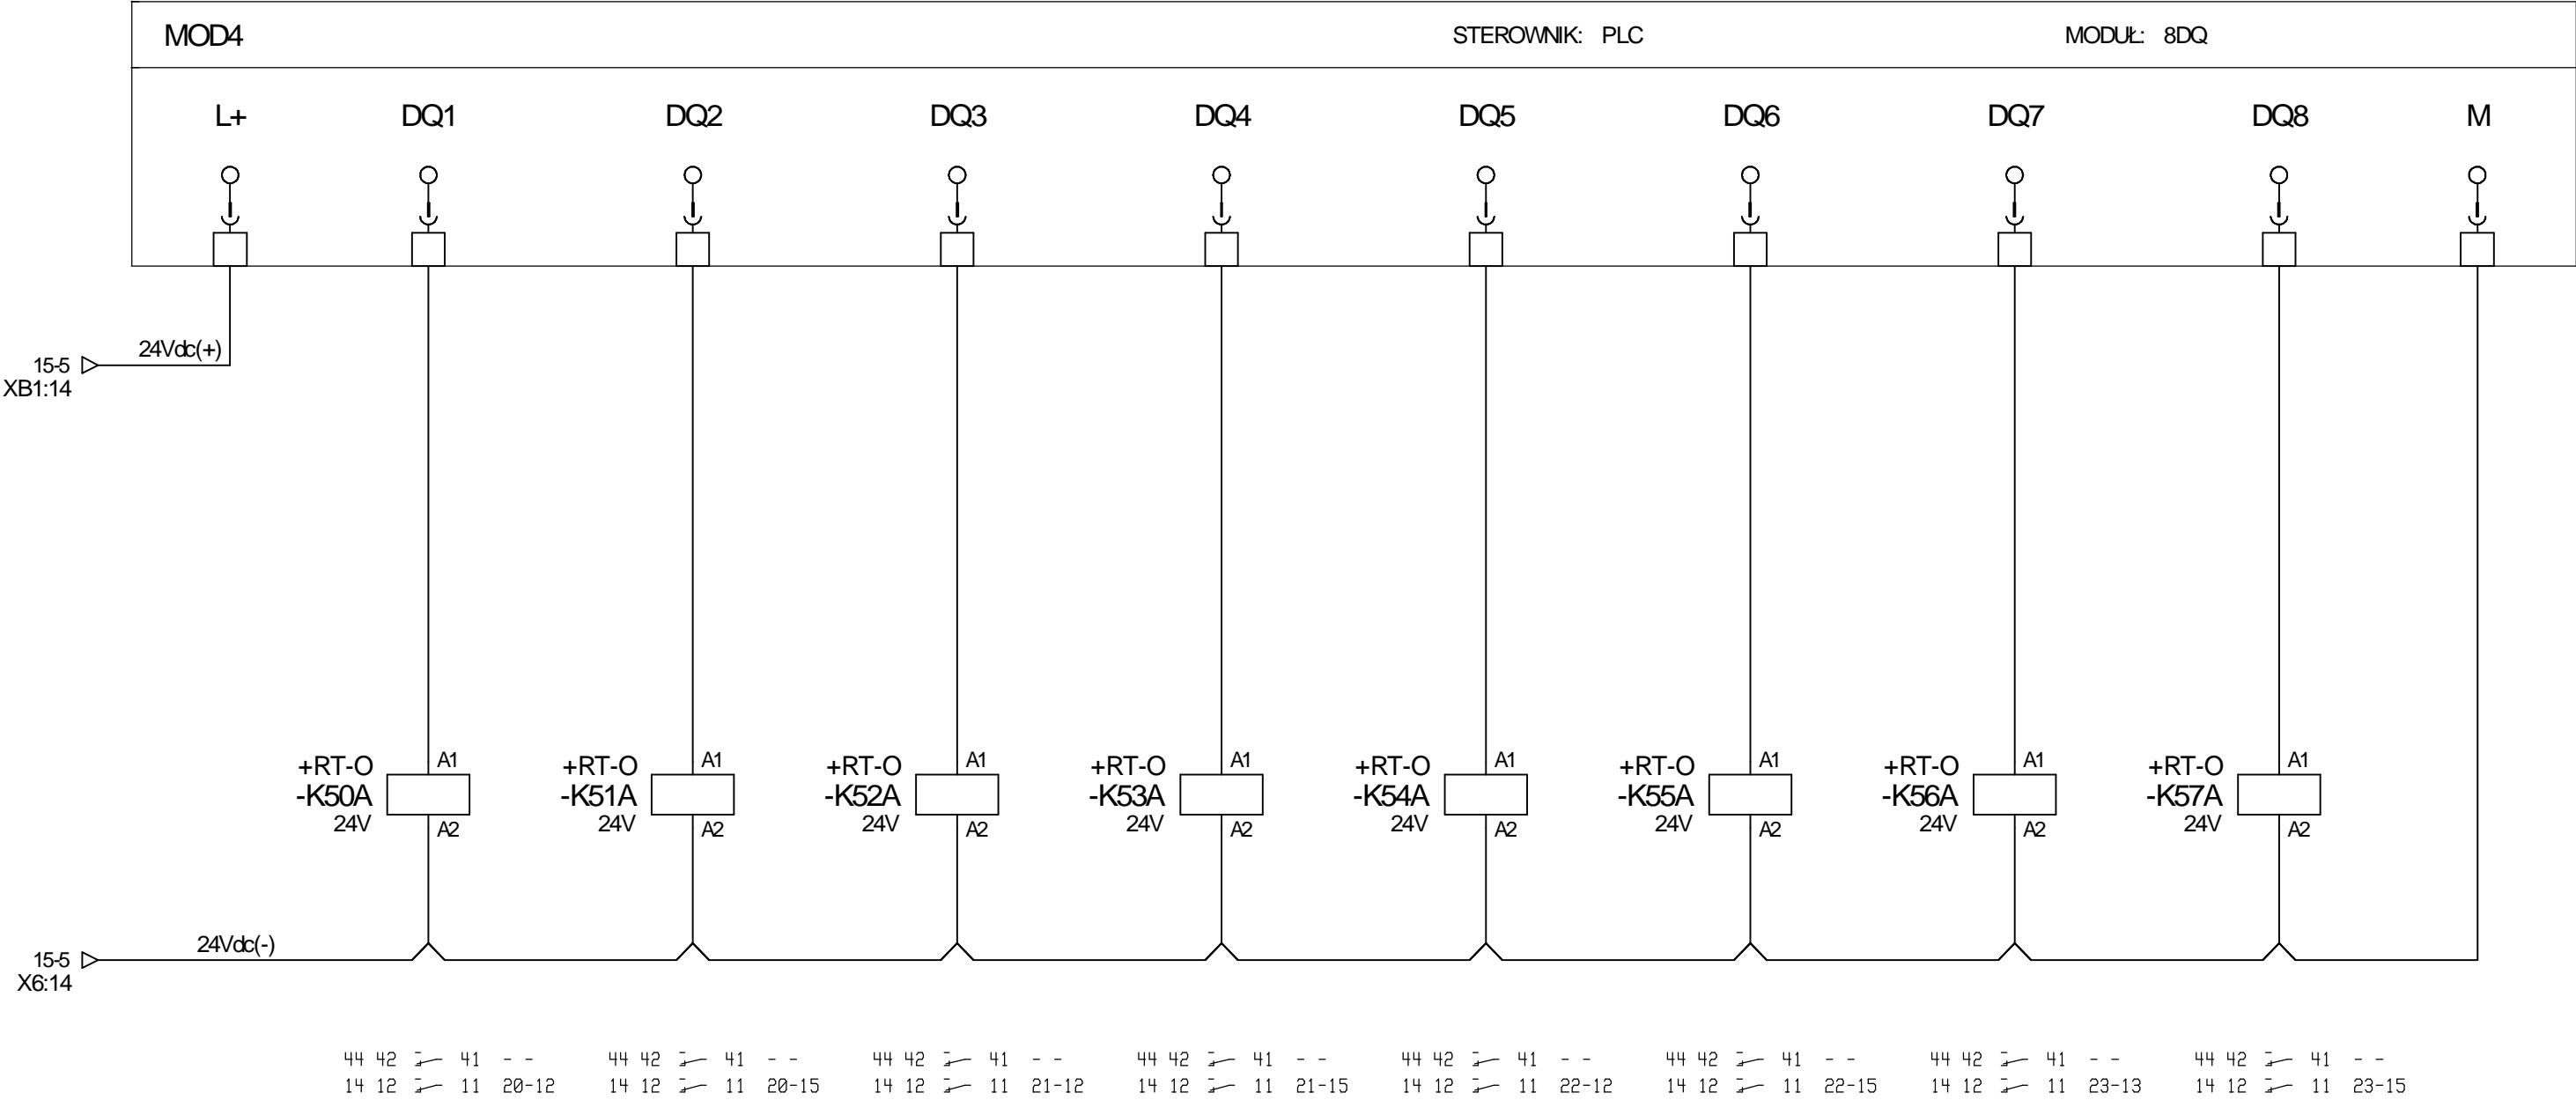 MOD4 STEROWNIK: PLC MODUŁ: 8DQ
L+ DQ1 DQ2 DQ3 DQ4 DQ5 DQ6 DQ7 DQ8 M
24Vdc(+)
15-5
XB1:14
A1 A1 A1 A1 A1 A1 A1 A1
+RT-O +RT-O +RT-O +RT-O +RT-O +RT-O +RT-O +RT-O
-K50A -K51A -K52A -K53A -K54A -K55A -K56A -K57A
24V 24V 24V 24V 24V 24V 24V 24V
A2 A2 A2 A2 A2 A2 A2 A2
24Vdc(-)
15-5
X6:14
44 42 41 - - 44 42 41 - - 44 42 41 - - 44 42 41 - - 44 42 41 - - 44 42 41 - - 44 42 41 - - 44 42 41 - -
14 12 11 20-12 14 12 11 20-15 14 12 11 21-12 14 12 11 21-15 14 12 11 22-12 14 12 11 22-15 14 12 11 23-13 14 12 11 23-15